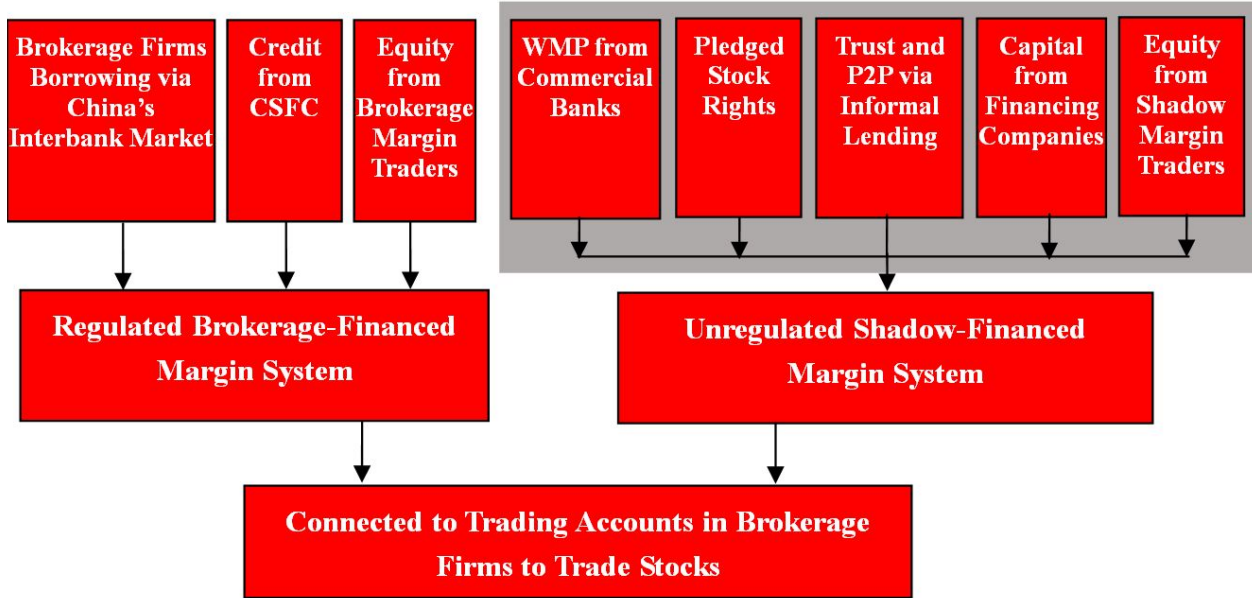 Brokerage Firms
Borrowing via
China's
Interbank Market
Credit
from
CSFC
Equity
from
Brokerage
Margin
Traders
WMP from
Commercial
Banks
Pledged
Stock
Rights
Trust and
P2P via
Informal
Lending
Capital
from
Financing
Companies
Equity
from
Shadow
Margin
Traders
Regulated Brokerage-Financed
Margin System
Unregulated Shadow-Financed
Margin System
Connected to Trading Accounts in Brokerage
Firms to Trade Stocks